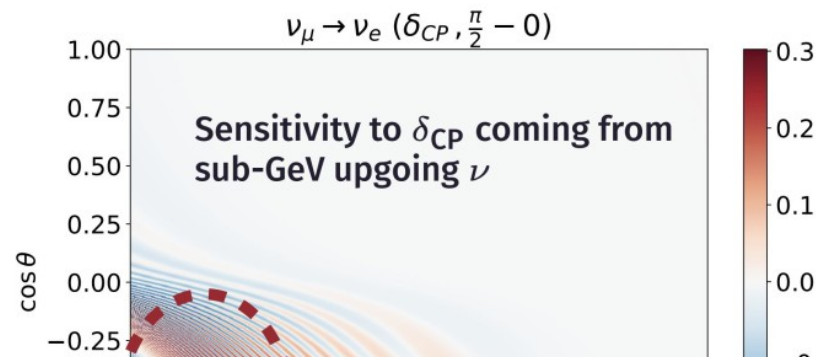 ν_μ → ν_e (δ_CP, π/2 − 0)
1.00
0.75
0.50
0.25
0.00
−0.25
cosθ
Sensitivity to δ_CP coming from
sub-GeV upgoing ν
0.3
0.2
0.1
0.0